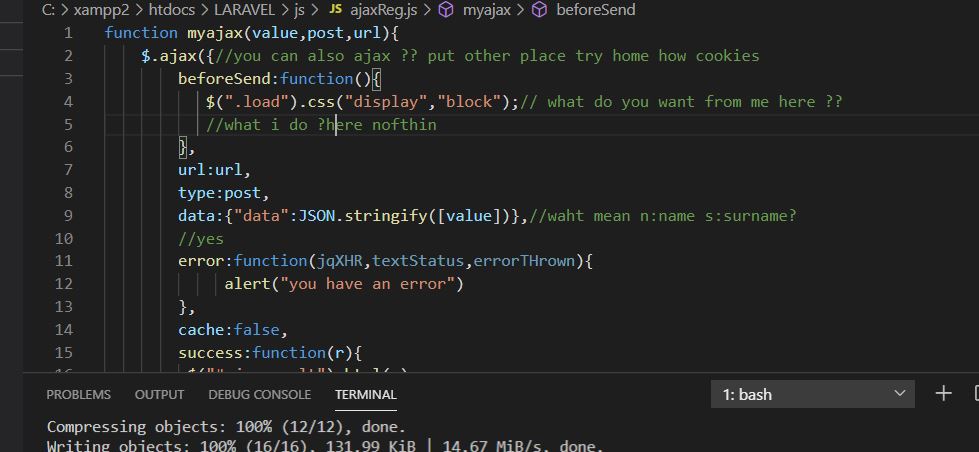 C: > xampp2 > htdocs > LARAVEL > js > JS ajaxReg.js > myajax > beforeSend
1 function myajax(value,post,url){
2 $.ajax({//you can also ajax ?? put other place try home how cookies
3 beforeSend:function(){
4 $(".load").css("display","block");// what do you want from me here ??
5 //what i do ?here nofthin
6 },
7 url:url,
8 type:post,
9 data:{"data":JSON.stringify([value])},//waht mean n:name s:surname?
10 //yes
11 error:function(jqXHR,textStatus,errorTHrown){
12 alert("you have an error")
13 },
14 cache:false,
15 success:function(r){
PROBLEMS OUTPUT DEBUG CONSOLE TERMINAL 1: bash
Compressing objects: 100% (12/12), done.
Writing objects: 100% (16/16), 131.99 KiB | 14.67 MiB/s, done.